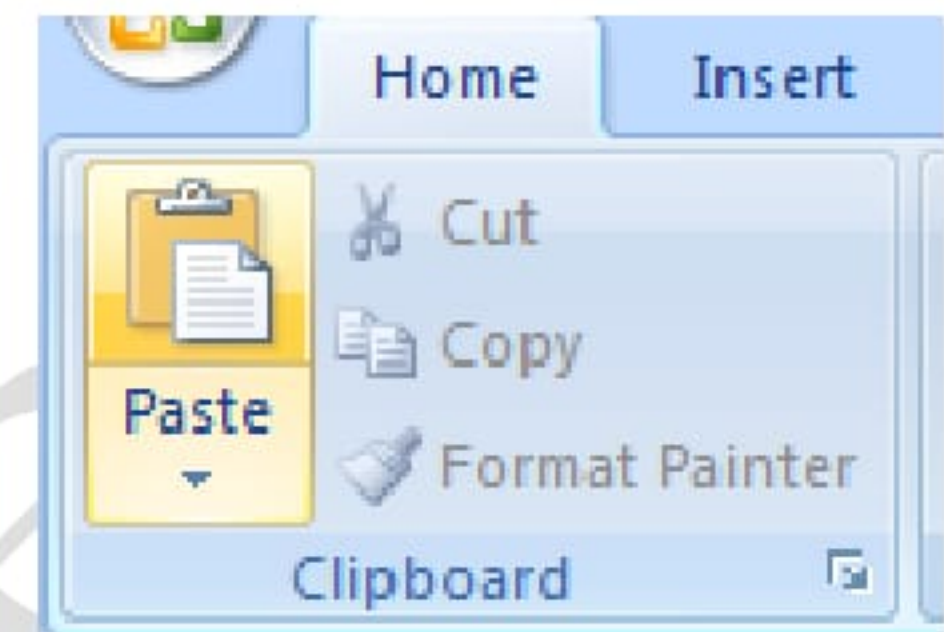 Home Insert
Cut
Copy
Paste
Format Painter
Clipboard